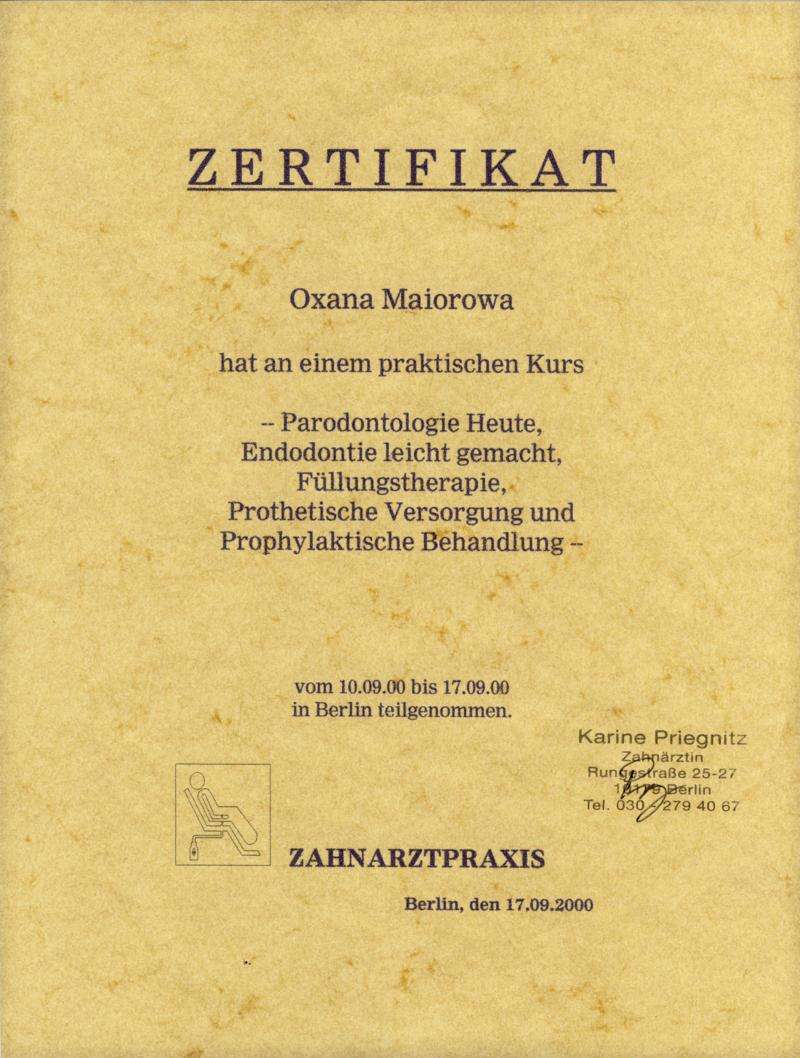 ZERTIFIKAT
Oxana Maiorowa
hat an einem praktischen Kurs
-- Parodontologie Heute,
Endodontie leicht gemacht,
Füllungstherapie,
Prothetische Versorgung und
Prophylaktische Behandlung --
vom 10.09.00 bis 17.09.00
in Berlin teilgenommen.
Karine Priegnitz
Zahnärztin
Rungestraße 25-27
10179 Berlin
Tel. 030 - 279 40 67
ZAHNARZTPRAXIS
Berlin, den 17.09.2000